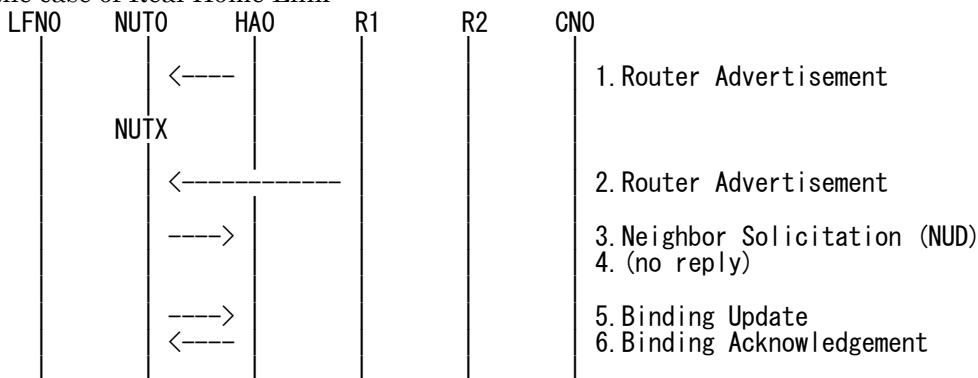 the case of Real Home Link
LFN0 NUT0 HA0 R1 R2 CN0
<---- 1.Router Advertisement
NUTX
<------------ 2.Router Advertisement
----> 3.Neighbor Solicitation (NUD)
4.(no reply)
----> 5.Binding Update
<---- 6.Binding Acknowledgement